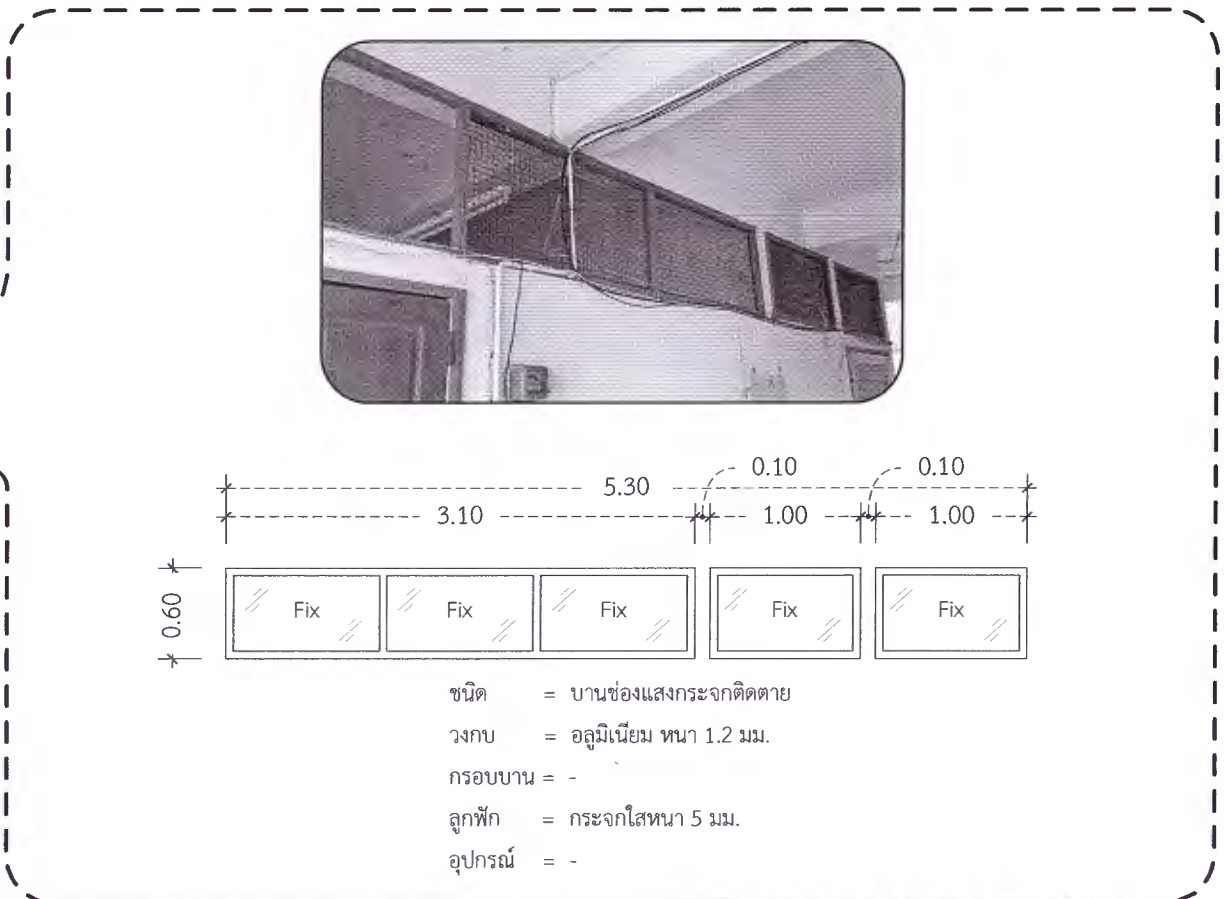 0.10 0.10
5.30
3.10 1.00 1.00
0.60
Fix Fix Fix Fix Fix
ชนิด = บานช่องแสงกระจกติดตาย
วงกบ = อลูมิเนียม หนา 1.2 มม.
กรอบบาน = -
ลูกฟัก = กระจกใสหนา 5 มม.
อุปกรณ์ = -